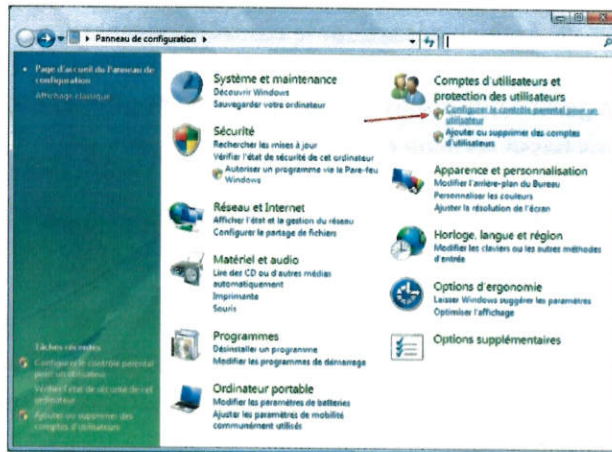 Panneau de configuration
Page d'accueil du Panneau de
configuration
Affichage classique
Système et maintenance
Découvrir Windows
Sauvegarder votre ordinateur
Sécurité
Rechercher les mises à jour
Vérifier l'état de sécurité de cet ordinateur
Autoriser un programme via le Pare-feu
Windows
Réseau et Internet
Afficher l'état et la gestion du réseau
Configurer le partage de fichiers
Matériel et audio
Lire des CD ou d'autres médias
automatiquement
Imprimante
Souris
Programmes
Désinstaller un programme
Modifier les programmes de démarrage
Ordinateur portable
Modifier les paramètres de batteries
Ajuster les paramètres de mobilité
communément utilisés
Comptes d'utilisateurs et
protection des utilisateurs
Configurer le contrôle parental pour un
utilisateur
Ajouter ou supprimer des comptes
d'utilisateurs
Apparence et personnalisation
Modifier l'arrière-plan du Bureau
Personnaliser les couleurs
Ajuster la résolution de l'écran
Horloge, langue et région
Modifier les claviers ou les autres méthodes
d'entrée
Options d'ergonomie
Laisser Windows suggérer les paramètres
Optimiser l'affichage
Options supplémentaires
Tâches récentes
Configurer le contrôle parental
pour un utilisateur
Vérifier l'état de sécurité de cet
ordinateur
Ajouter ou supprimer des
comptes d'utilisateurs